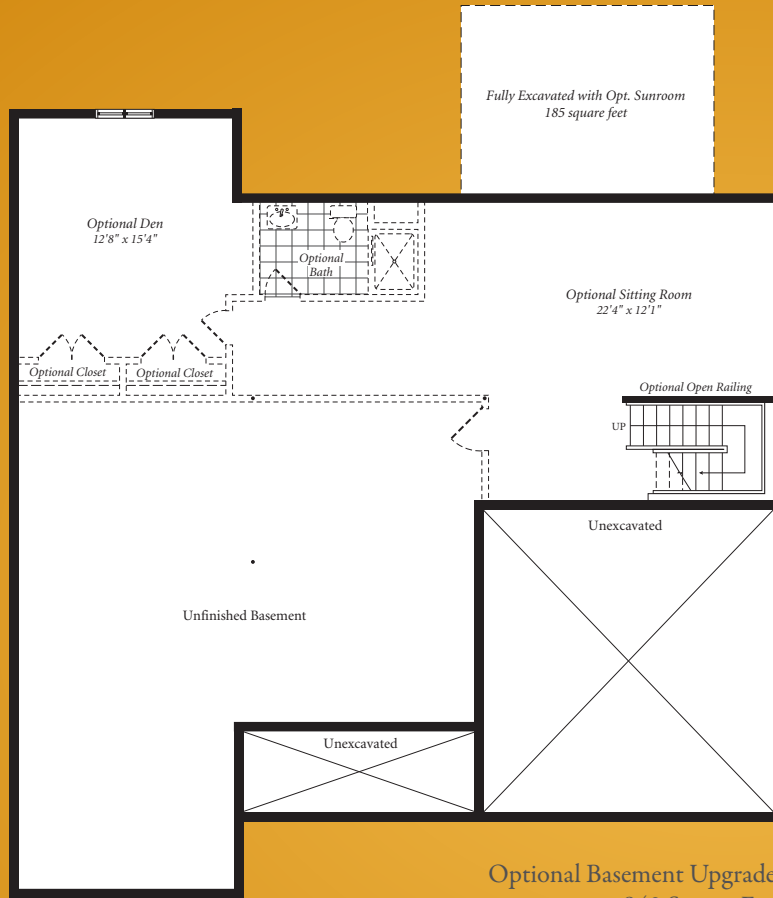 Fully Excavated with Opt. Sunroom
185 square feet
Optional Den
12'8" x 15'4"
Optional
Bath
Optional Sitting Room
22'4" x 12'1"
Optional Closet
Optional Closet
Optional Open Railing
UP
Unexcavated
Unfinished Basement
Unexcavated
Optional Basement Upgrade